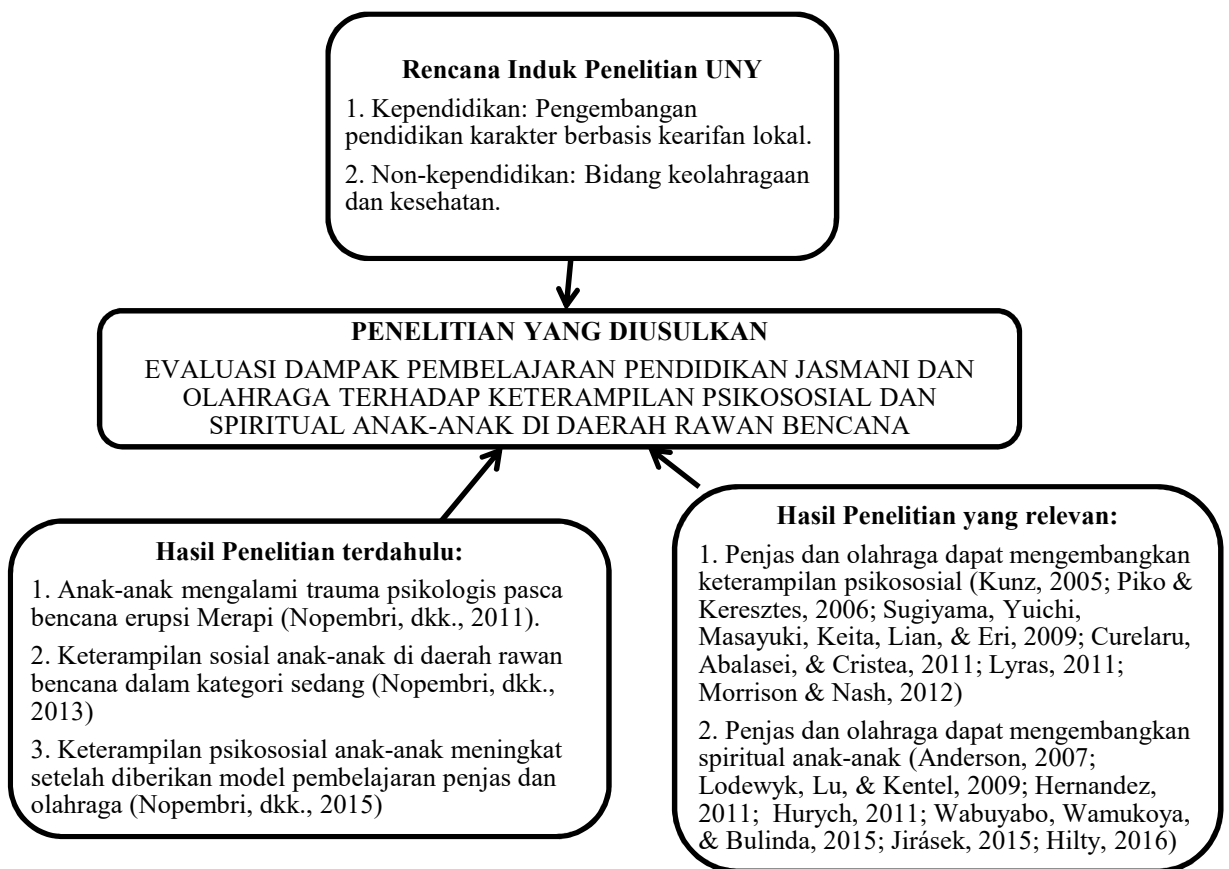 Rencana Induk Penelitian UNY
1. Kependidikan: Pengembangan
pendidikan karakter berbasis kearifan lokal.
2. Non-kependidikan: Bidang keolahragaan
dan kesehatan.
PENELITIAN YANG DIUSULKAN
EVALUASI DAMPAK PEMBELAJARAN PENDIDIKAN JASMANI DAN
OLAHRAGA TERHADAP KETERAMPILAN PSIKOSOSIAL DAN
SPIRITUAL ANAK-ANAK DI DAERAH RAWAN BENCANA
Hasil Penelitian terdahulu:
1. Anak-anak mengalami trauma psikologis pasca
bencana erupsi Merapi (Nopembri, dkk., 2011).
2. Keterampilan sosial anak-anak di daerah rawan
bencana dalam kategori sedang (Nopembri, dkk.,
2013)
3. Keterampilan psikososial anak-anak meningkat
setelah diberikan model pembelajaran penjas dan
olahraga (Nopembri, dkk., 2015)
Hasil Penelitian yang relevan:
1. Penjas dan olahraga dapat mengembangkan
keterampilan psikososial (Kunz, 2005; Piko &
Keresztes, 2006; Sugiyama, Yuichi,
Masayuki, Keita, Lian, & Eri, 2009; Curelaru,
Abalasei, & Cristea, 2011; Lyras, 2011;
Morrison & Nash, 2012)
2. Penjas dan olahraga dapat mengembangkan
spiritual anak-anak (Anderson, 2007;
Lodewyk, Lu, & Kentel, 2009; Hernandez,
2011; Hurych, 2011; Wabuyabo, Wamukoya,
& Bulinda, 2015; Jirásek, 2015; Hilty, 2016)